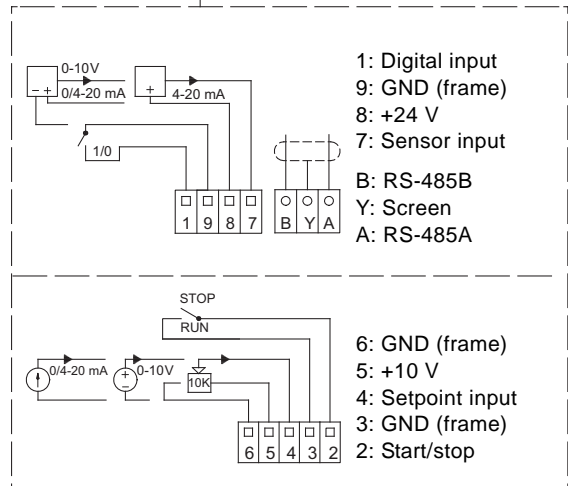 0-10V
0/4-20 mA
4-20 mA
- +
+
1/0
1 9 8 7
B Y A
1: Digital input
9: GND (frame)
8: +24 V
7: Sensor input
B: RS-485B
Y: Screen
A: RS-485A
STOP
RUN
0/4-20 mA
+
-
0-10V
10K
6 5 4 3 2
6: GND (frame)
5: +10 V
4: Setpoint input
3: GND (frame)
2: Start/stop